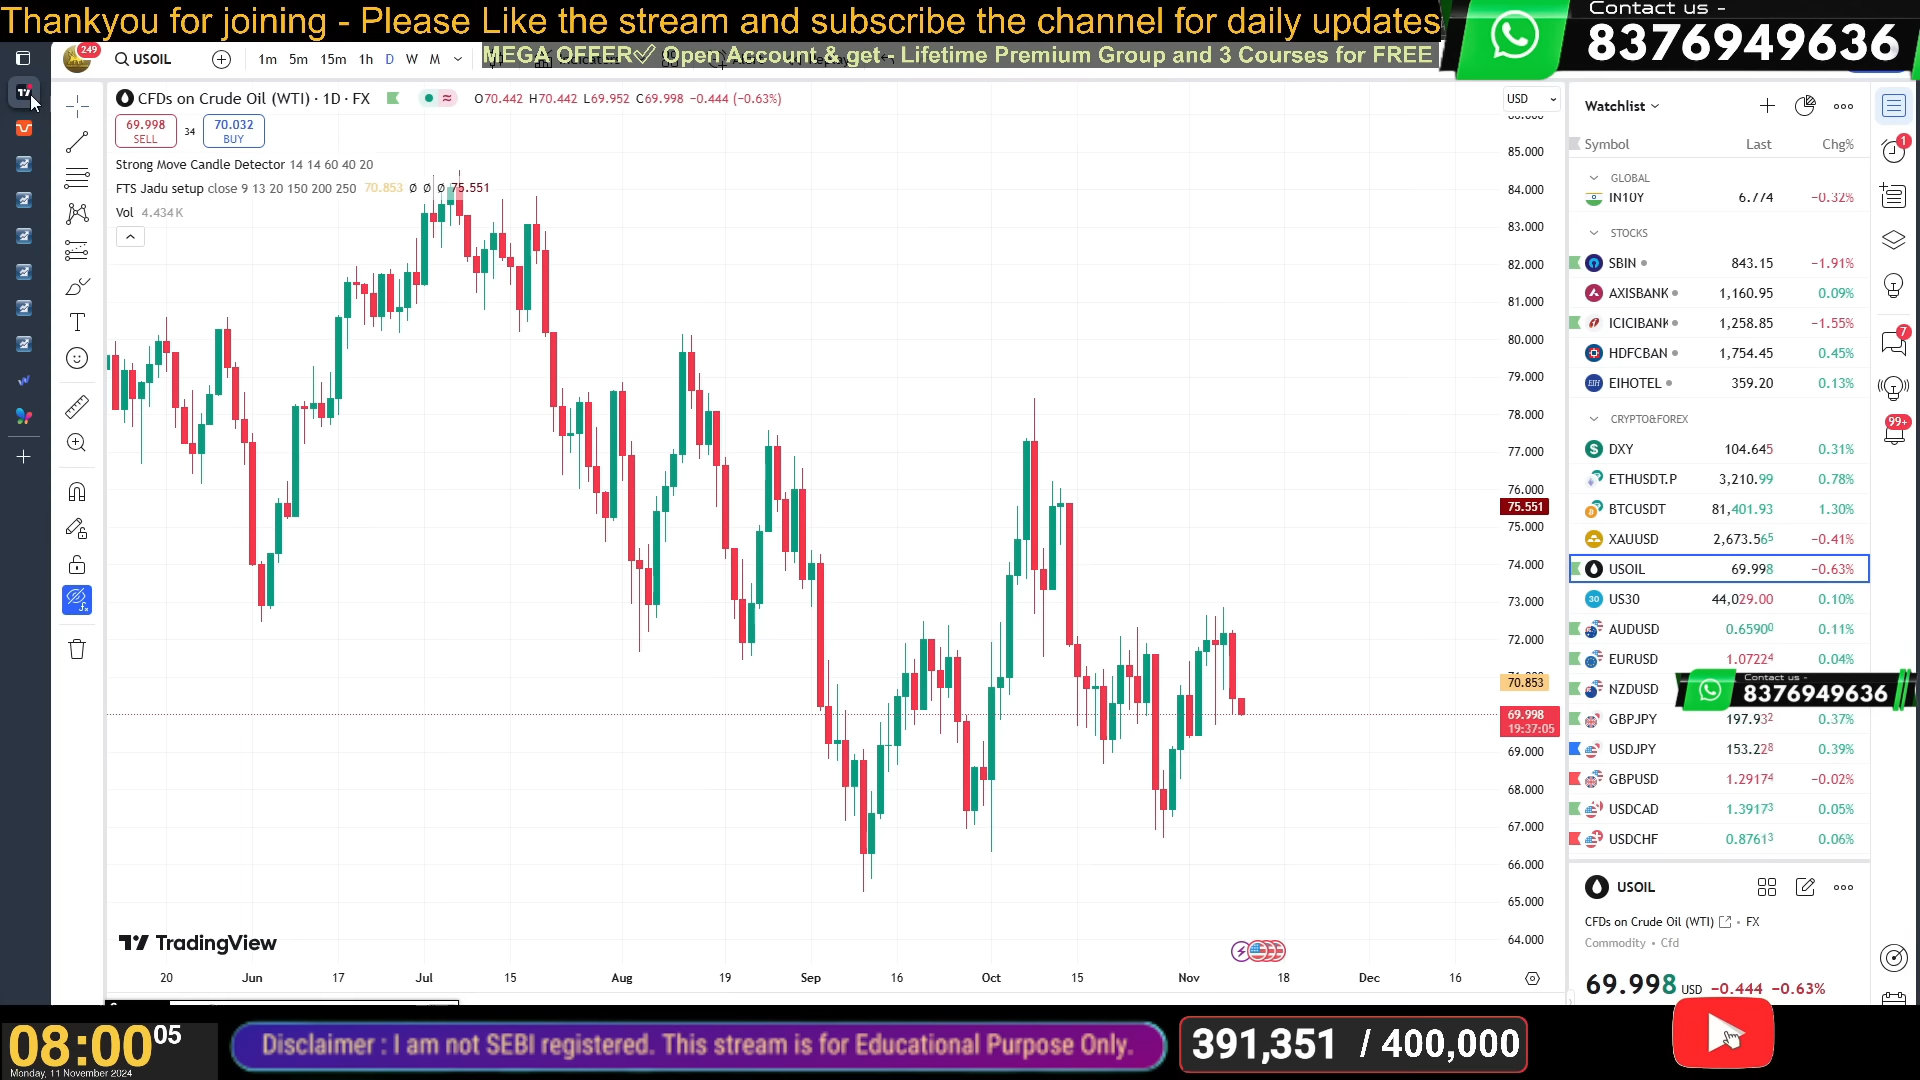 Thankyou for joining - Please Like the stream and subscribe the channel for daily updates
Contact us -
8376949636
MEGA OFFER✓ Open Account & get - Lifetime Premium Group and 3 Courses for FREE
249
USOIL
1m 5m 15m 1h D W M
CFDs on Crude Oil (WTI) · 1D · FX
O70.442 H70.442 L69.952 C69.998 −0.444 (−0.63%)
69.998
SELL
34
70.032
BUY
Strong Move Candle Detector 14 14 60 40 20
FTS Jadu setup close 9 13 20 150 200 250 70.853 Ø Ø Ø 75.551
Vol 4.434K
USD
85.000
84.000
83.000
82.000
81.000
80.000
79.000
78.000
77.000
76.000
75.551
75.000
74.000
73.000
72.000
70.853
69.998
19:37:05
69.000
68.000
67.000
66.000
65.000
64.000
TradingView
20 Jun 17 Jul 15 Aug 19 Sep 16 Oct 15 Nov 18 Dec 16
Watchlist
Symbol Last Chg%
GLOBAL
IN10Y 6.774 −0.32%
STOCKS
SBIN 843.15 −1.91%
AXISBANK 1,160.95 0.09%
ICICIBANK 1,258.85 −1.55%
HDFCBAN 1,754.45 0.45%
EIHOTEL 359.20 0.13%
CRYPTO&FOREX
DXY 104.645 0.31%
ETHUSDT.P 3,210.99 0.78%
BTCUSDT 81,401.93 1.30%
XAUUSD 2,673.565 −0.41%
USOIL 69.998 −0.63%
US30 44,029.00 0.10%
AUDUSD 0.65900 0.11%
EURUSD 1.07224 0.04%
NZDUSD
Contact us -
8376949636
GBPJPY 197.932 0.37%
USDJPY 153.228 0.39%
GBPUSD 1.29174 −0.02%
USDCAD 1.39173 0.05%
USDCHF 0.87613 0.06%
USOIL
CFDs on Crude Oil (WTI) • FX
Commodity • Cfd
69.998 USD −0.444 −0.63%
1
7
99+
08:00 05
Monday, 11 November 2024
Disclaimer : I am not SEBI registered. This stream is for Educational Purpose Only.
391,351 / 400,000